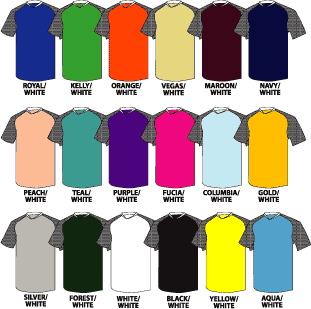 ROYAL/ KELLY/ ORANGE/ VEGAS/ MAROON/ NAVY/
WHITE WHITE WHITE WHITE WHITE WHITE
PEACH/ TEAL/ PURPLE/ FUCIA/ COLUMBIA/ GOLD/
WHITE WHITE WHITE WHITE WHITE WHITE
SILVER/ FOREST/ WHITE/ BLACK/ YELLOW/ AQUA/
WHITE WHITE WHITE WHITE WHITE WHITE